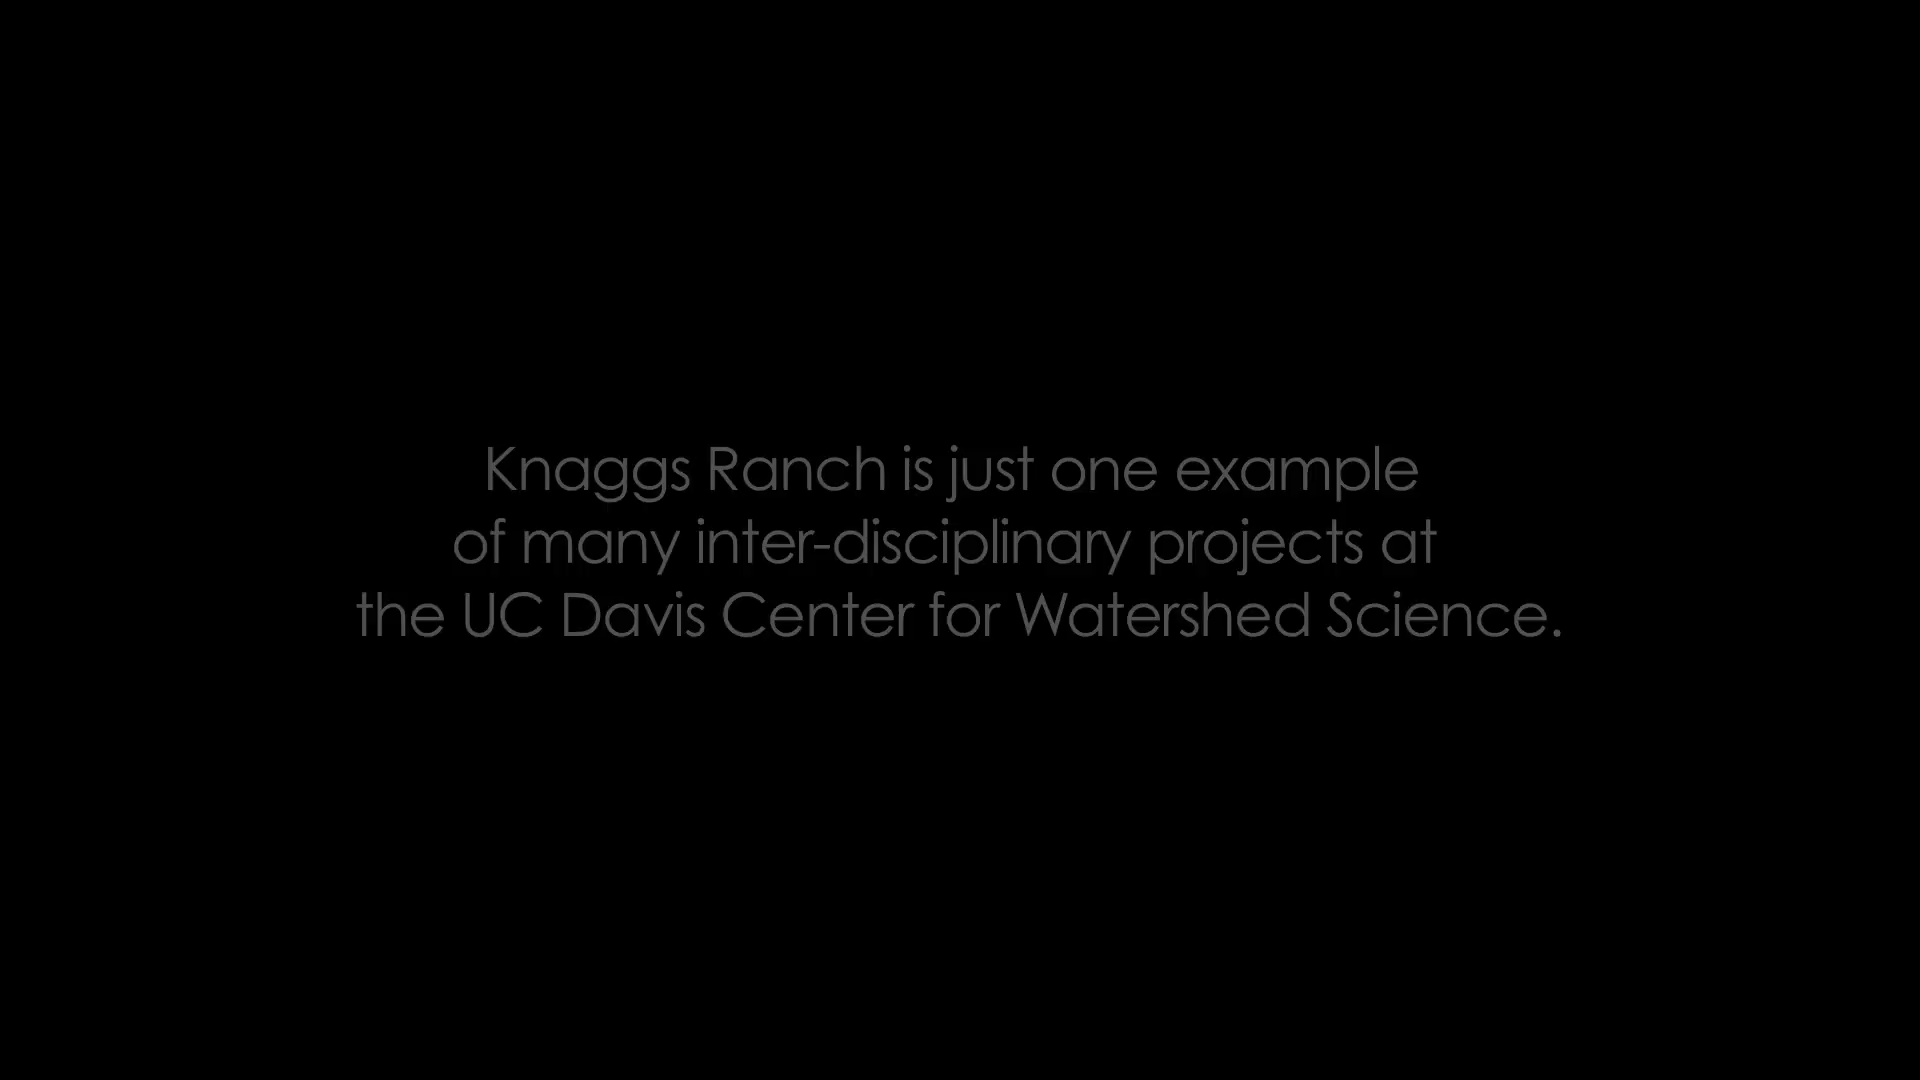 Knaggs Ranch is just one example
of many inter-disciplinary projects at
the UC Davis Center for Watershed Science.